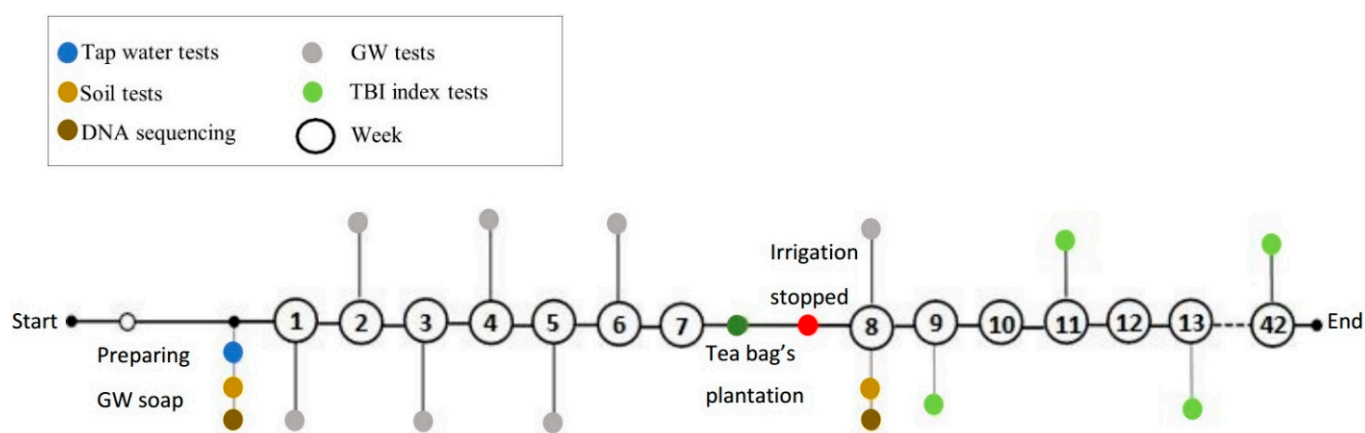 Tap water tests
GW tests
Soil tests
TBI index tests
DNA sequencing
Week
Start
Preparing
GW soap
1
2
3
4
5
6
7
Tea bag's
plantation
Irrigation
stopped
8
9
10
11
12
13
42
End